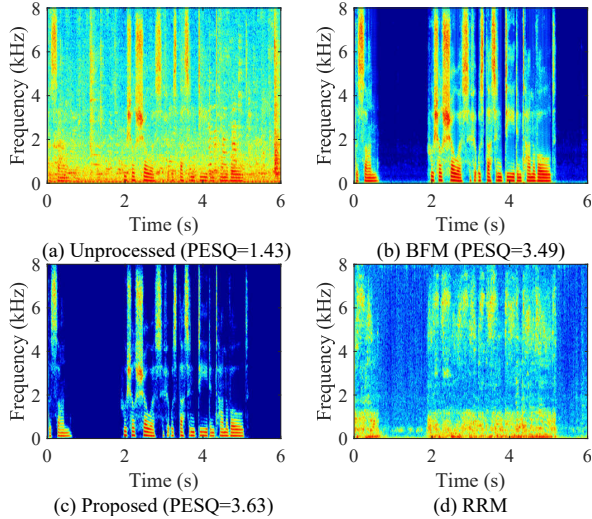 8
6
4
2
0
Frequency (kHz)
0 2 4 6
Time (s)
(a) Unprocessed (PESQ=1.43)
8
6
4
2
0
Frequency (kHz)
0 2 4 6
Time (s)
(b) BFM (PESQ=3.49)
8
6
4
2
0
Frequency (kHz)
0 2 4 6
Time (s)
(c) Proposed (PESQ=3.63)
8
6
4
2
0
Frequency (kHz)
0 2 4 6
Time (s)
(d) RRM